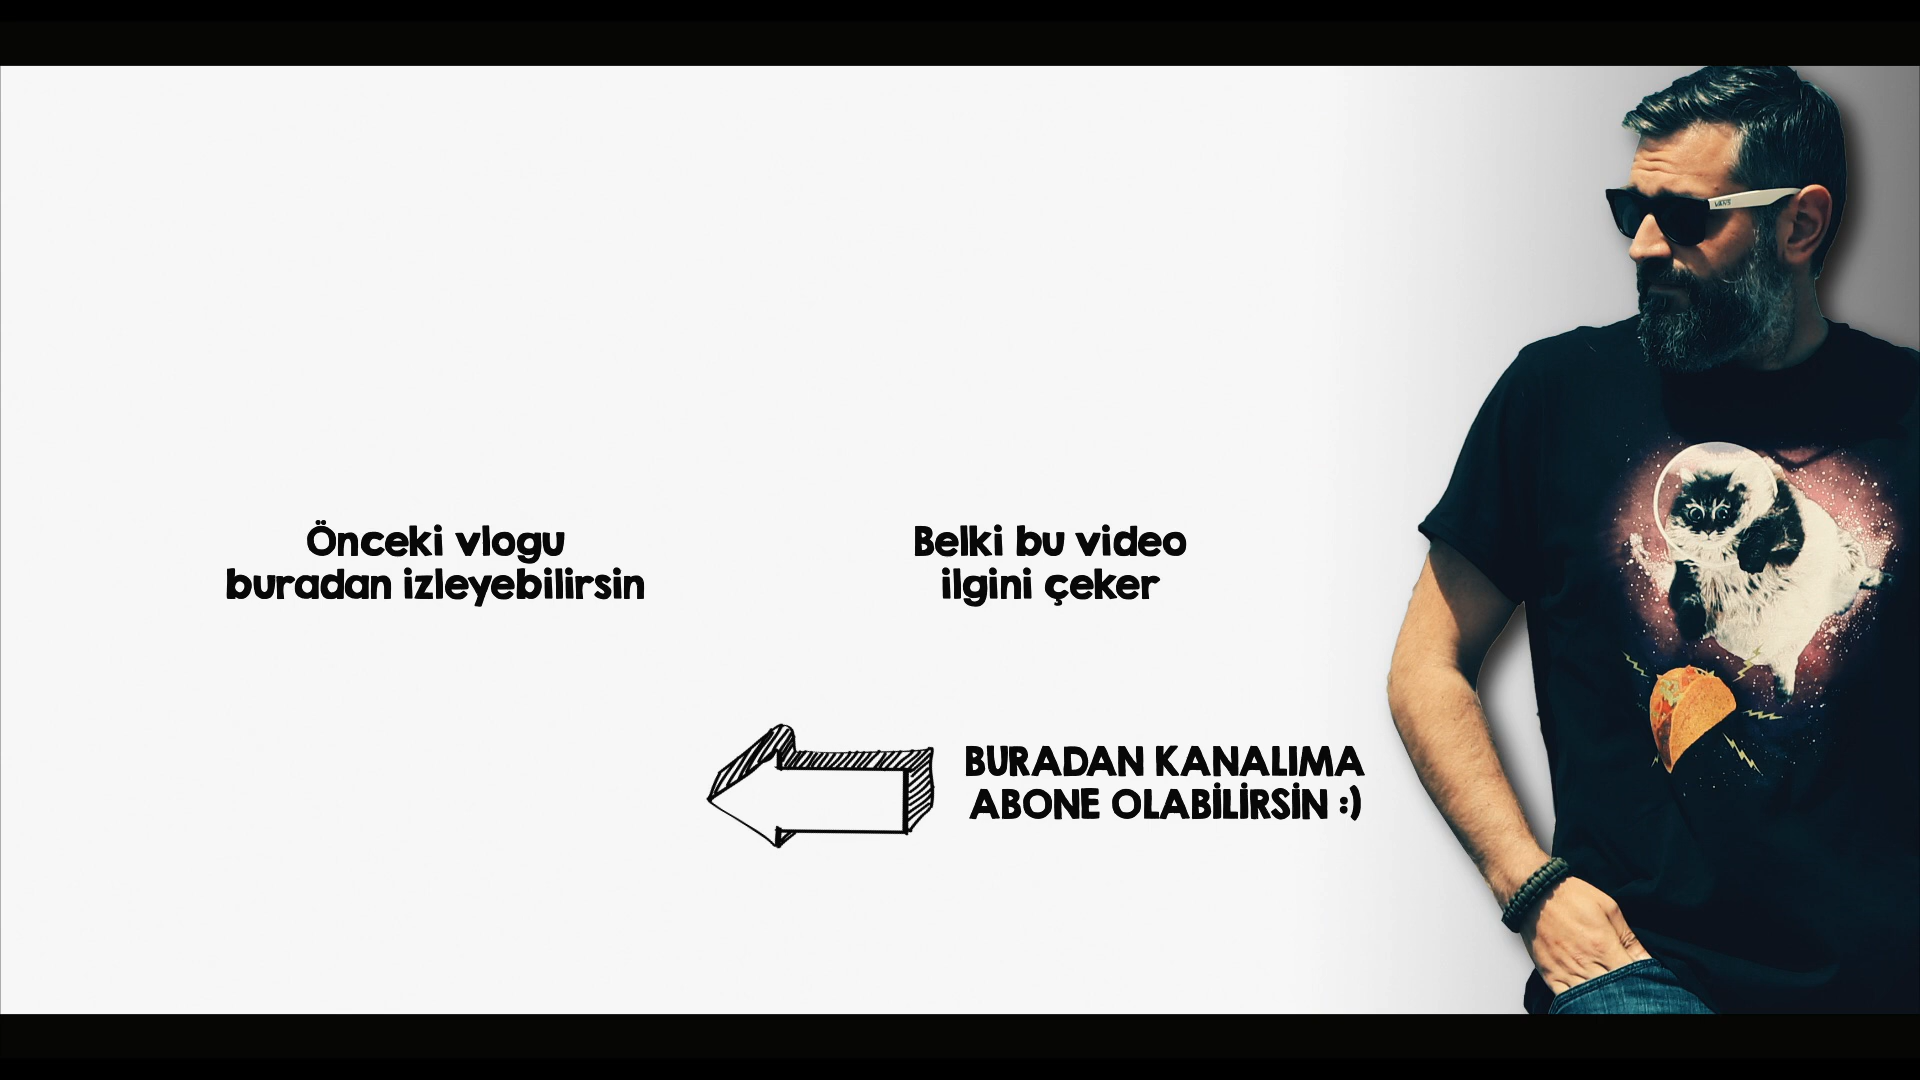 Önceki vlogu
buradan izleyebilirsin
Belki bu video
ilgini çeker
BURADAN KANALIMA
ABONE OLABİLİRSİN :)